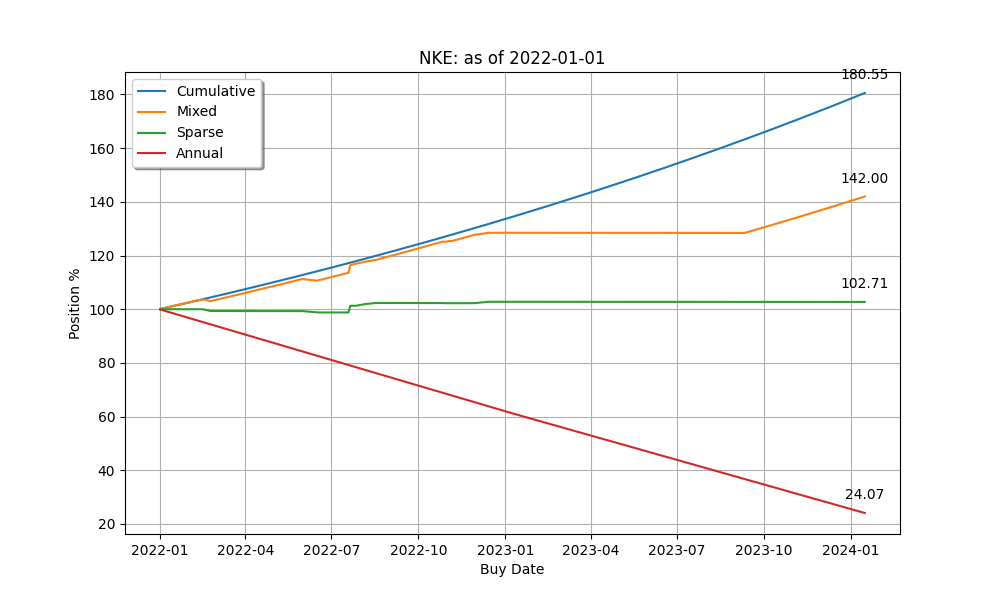 NKE: as of 2022-01-01
180.55
180
Cumulative
Mixed
Sparse
Annual
160
142.00
140
120
102.71
100
80
60
40
24.07
20
Position %
2022-01 2022-04 2022-07 2022-10 2023-01 2023-04 2023-07 2023-10 2024-01
Buy Date